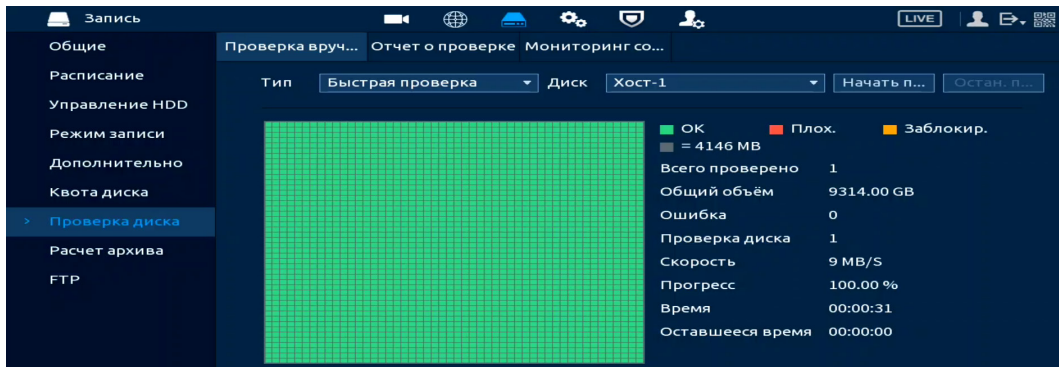 Запись LIVE
Общие
Расписание
Управление HDD
Режим записи
Дополнительно
Квота диска
> Проверка диска
Расчет архива
FTP
Проверка вруч... Отчет о проверке Мониторинг со...
Тип Быстрая проверка Диск Хост-1 Начать п... Остан. п...
OK Плох. Заблокир.
= 4146 MB
Всего проверено 1
Общий объём 9314.00 GB
Ошибка 0
Проверка диска 1
Скорость 9 MB/S
Прогресс 100.00 %
Время 00:00:31
Оставшееся время 00:00:00